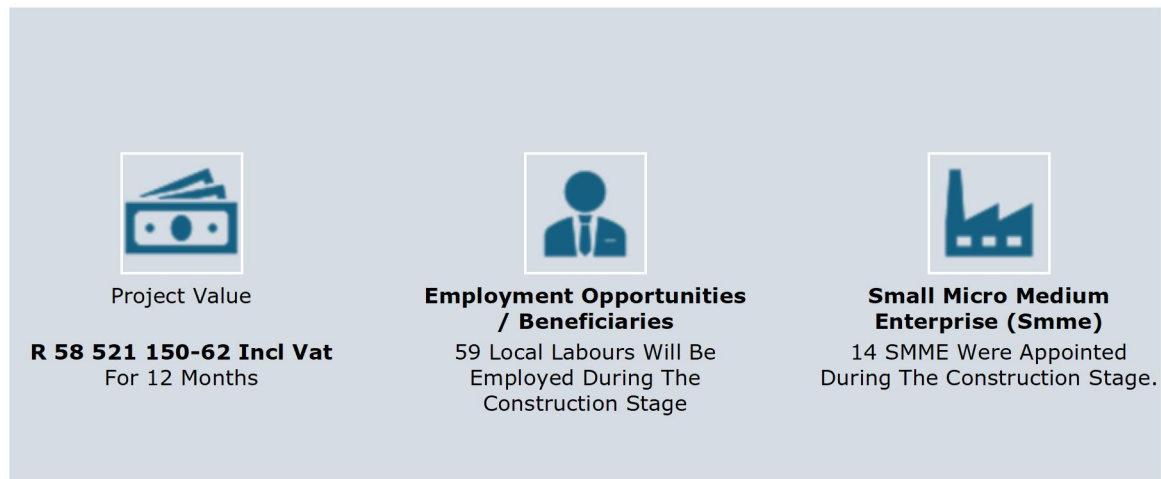 Project Value
R 58 521 150-62 Incl Vat
For 12 Months
Employment Opportunities
/ Beneficiaries
59 Local Labours Will Be
Employed During The
Construction Stage
Small Micro Medium
Enterprise (Smme)
14 SMME Were Appointed
During The Construction Stage.